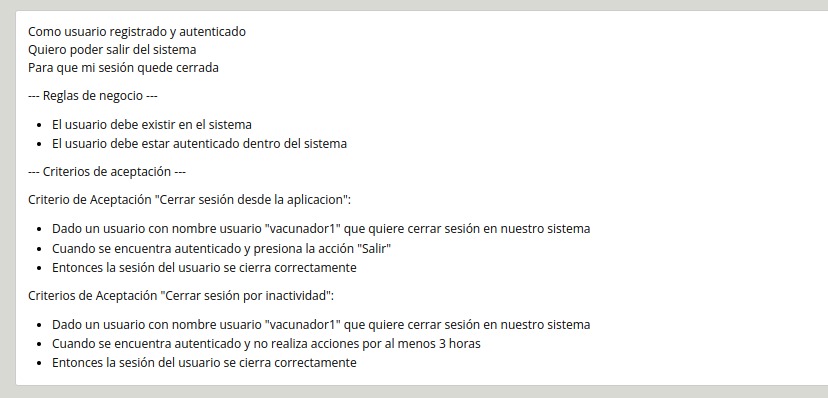 Como usuario registrado y autenticado
Quiero poder salir del sistema
Para que mi sesión quede cerrada
--- Reglas de negocio ---
• El usuario debe existir en el sistema
• El usuario debe estar autenticado dentro del sistema
--- Criterios de aceptación ---
Criterio de Aceptación "Cerrar sesión desde la aplicacion":
• Dado un usuario con nombre usuario "vacunador1" que quiere cerrar sesión en nuestro sistema
• Cuando se encuentra autenticado y presiona la acción "Salir"
• Entonces la sesión del usuario se cierra correctamente
Criterios de Aceptación "Cerrar sesión por inactividad":
• Dado un usuario con nombre usuario "vacunador1" que quiere cerrar sesión en nuestro sistema
• Cuando se encuentra autenticado y no realiza acciones por al menos 3 horas
• Entonces la sesión del usuario se cierra correctamente